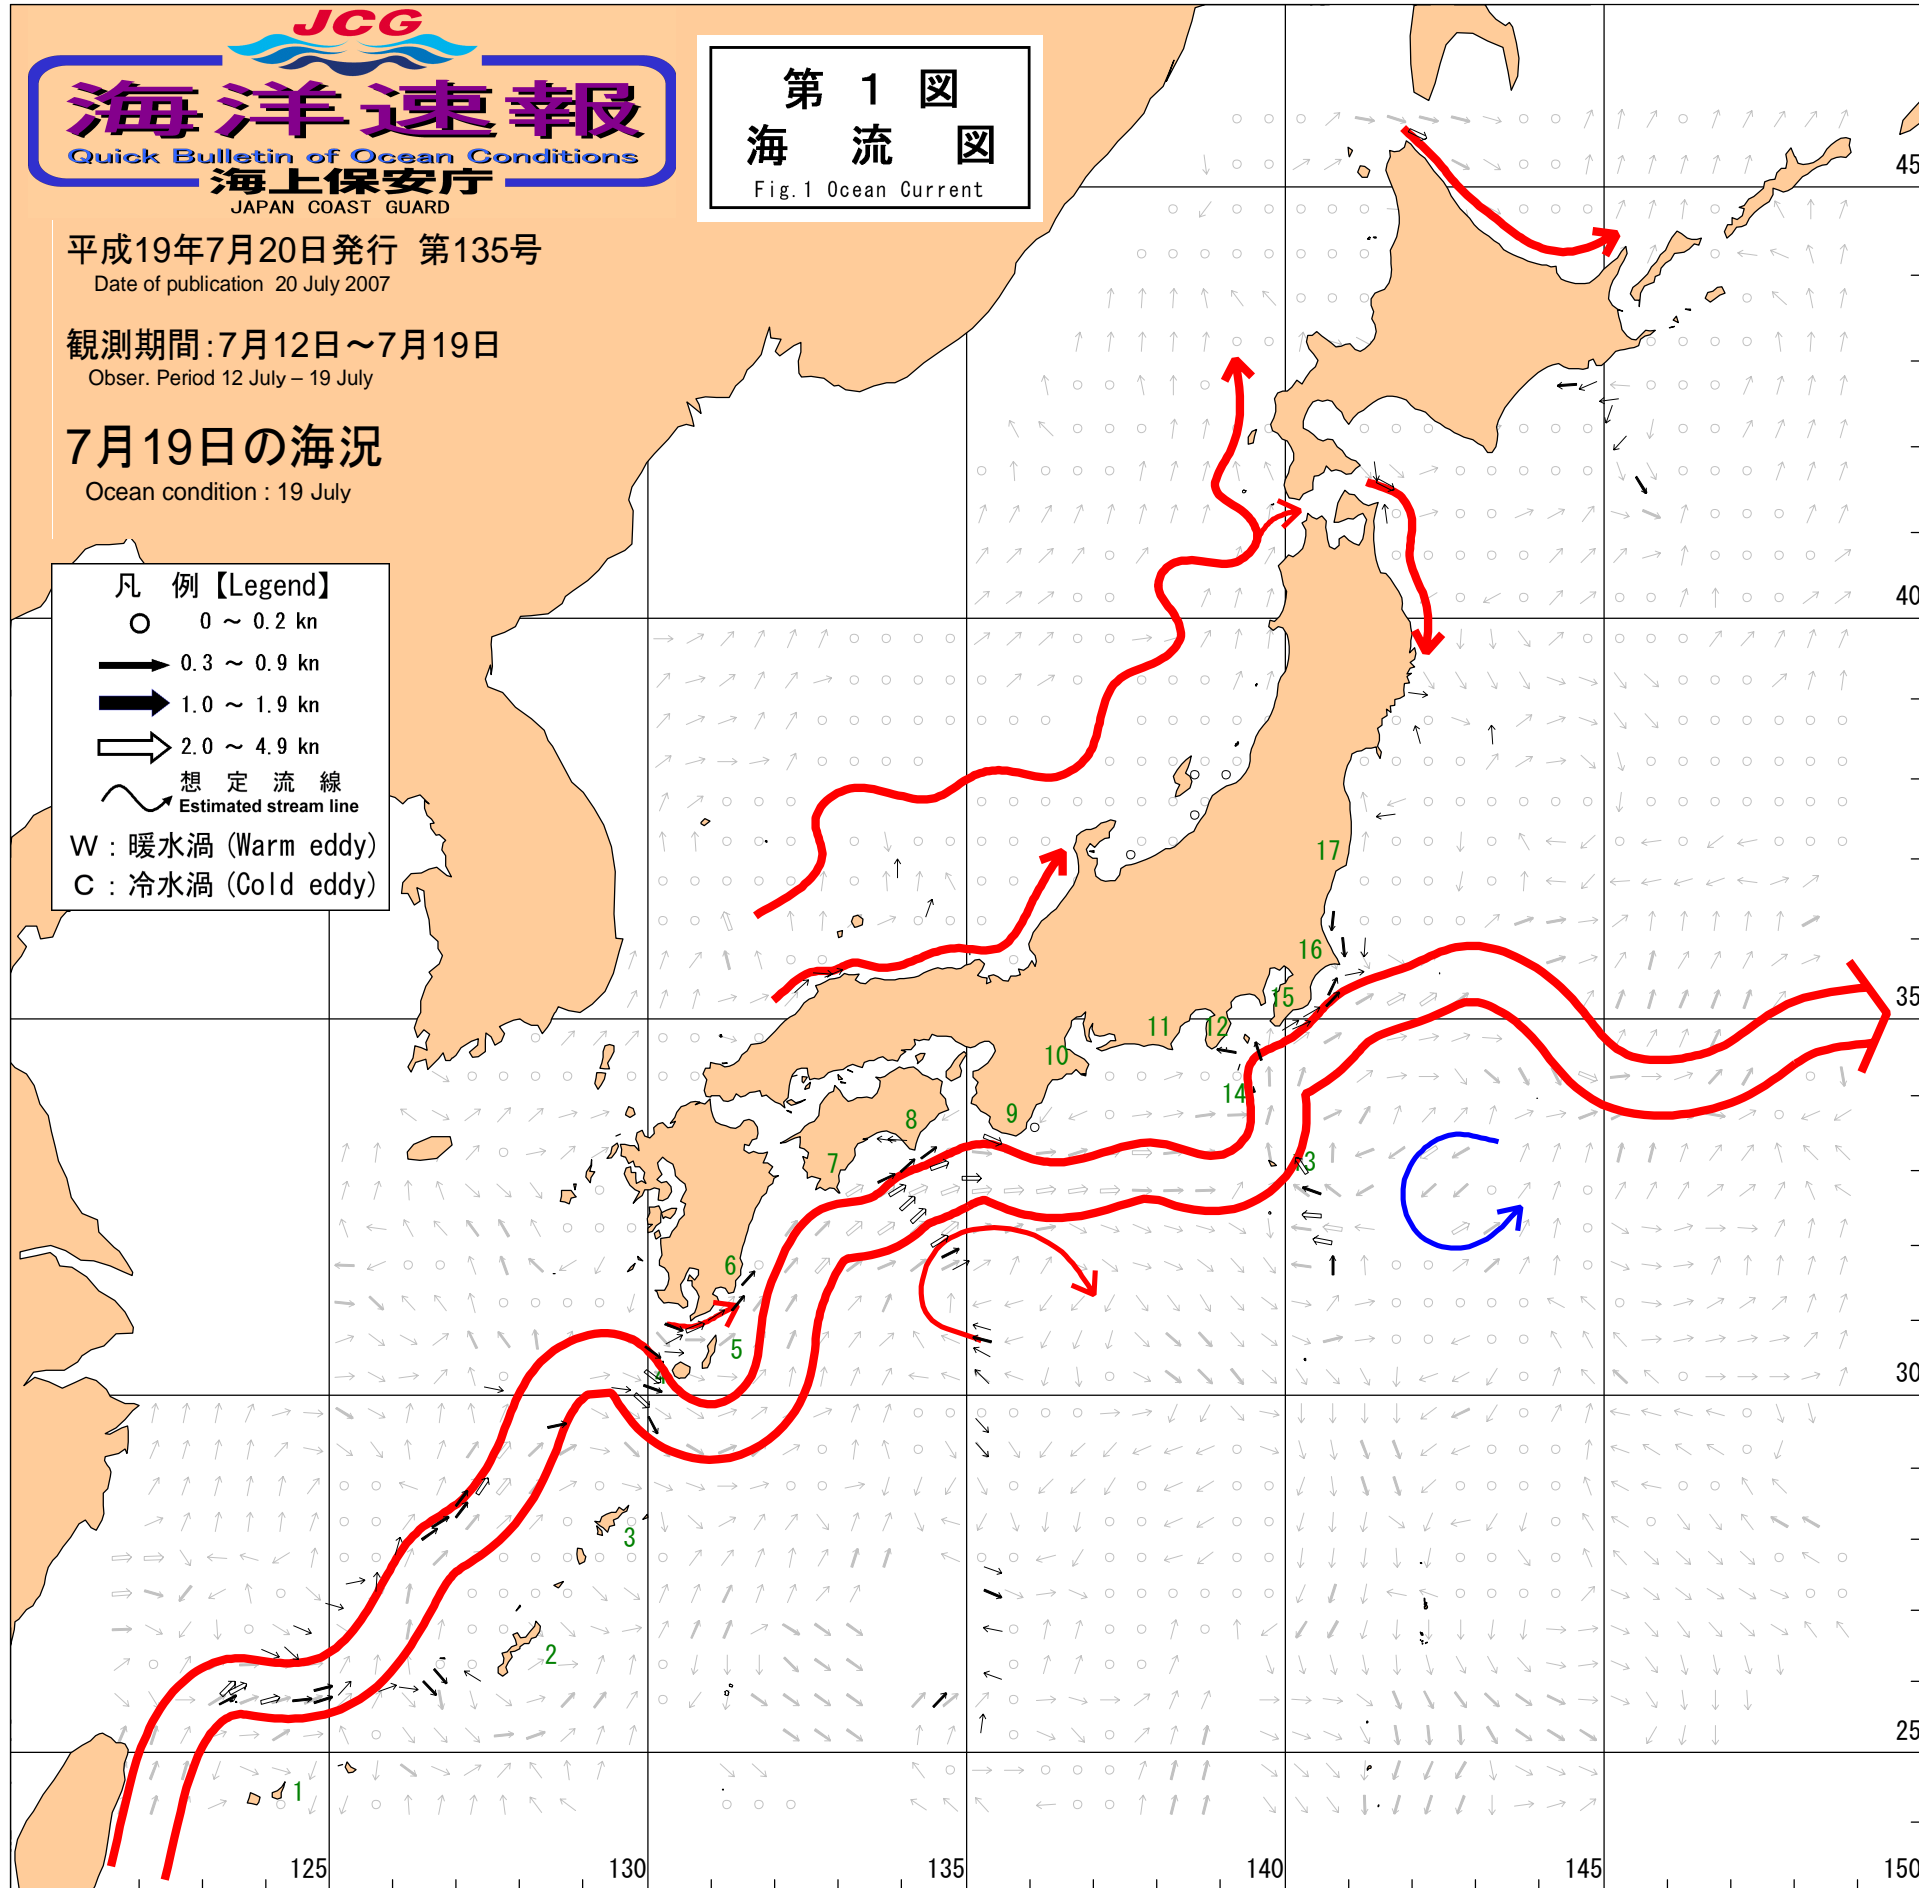 JCG
海洋速報
Quick Bulletin of Ocean Conditions
海上保安庁
JAPAN COAST GUARD
第 1 図
海 流 図
Fig.1 Ocean Current
平成19年7月20日発行 第135号
Date of publication 20 July 2007
観測期間:7月12日~7月19日
Obser. Period 12 July – 19 July
7月19日の海況
Ocean condition : 19 July
凡 例【Legend】
0 ~ 0.2 kn
0.3 ~ 0.9 kn
1.0 ~ 1.9 kn
2.0 ~ 4.9 kn
想 定 流 線
Estimated stream line
W : 暖水渦 (Warm eddy)
C : 冷水渦 (Cold eddy)
45
40
17
16
35
15
11
12
10
14
9
8
7
13
6
5
4
30
3
2
25
1
125
130
135
140
145
150